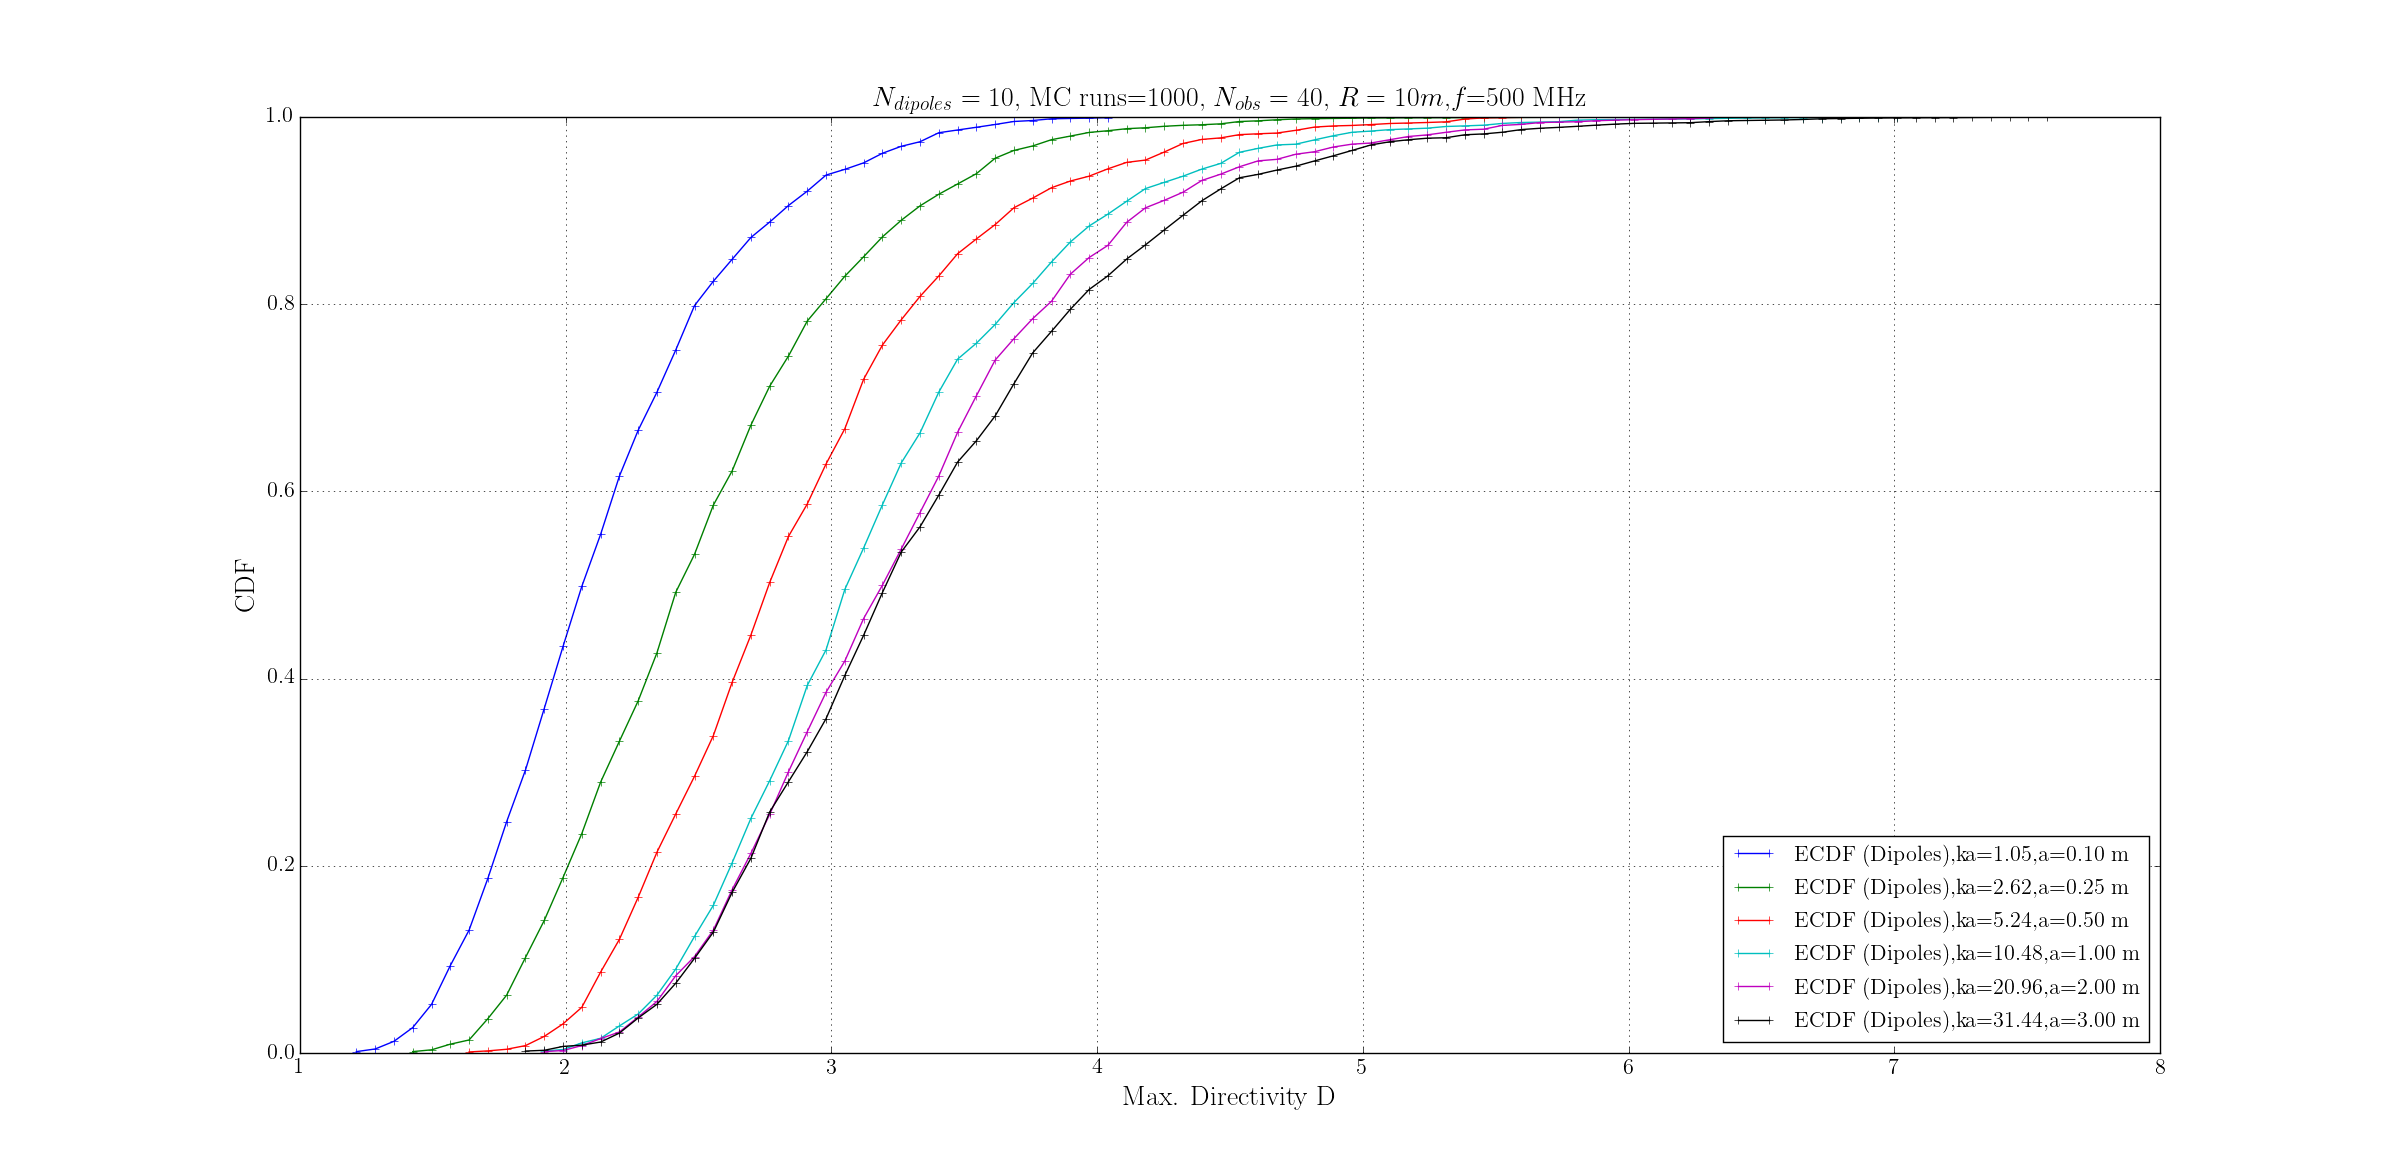 N_dipoles = 10, MC runs=1000, N_obs = 40, R = 10m,f=500 MHz
1.0
0.8
0.6
0.4
0.2
0.0
CDF
1 2 3 4 5 6 7 8
Max. Directivity D
ECDF (Dipoles),ka=1.05,a=0.10 m
ECDF (Dipoles),ka=2.62,a=0.25 m
ECDF (Dipoles),ka=5.24,a=0.50 m
ECDF (Dipoles),ka=10.48,a=1.00 m
ECDF (Dipoles),ka=20.96,a=2.00 m
ECDF (Dipoles),ka=31.44,a=3.00 m